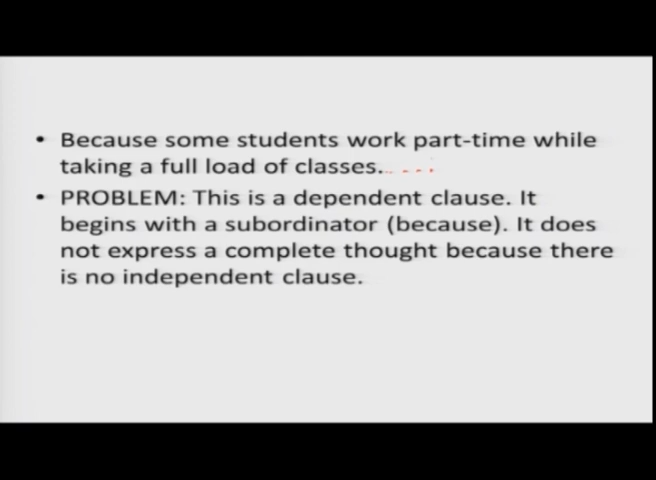 • Because some students work part-time while
taking a full load of classes. ...
• PROBLEM: This is a dependent clause. It
begins with a subordinator (because). It does
not express a complete thought because there
is no independent clause.